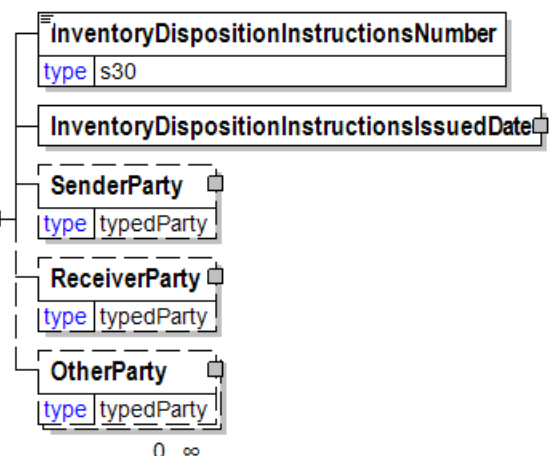 InventoryDispositionInstructionsNumber
type s30
InventoryDispositionInstructionsIssuedDate
SenderParty
type typedParty
ReceiverParty
type typedParty
OtherParty
type typedParty
0 ∞